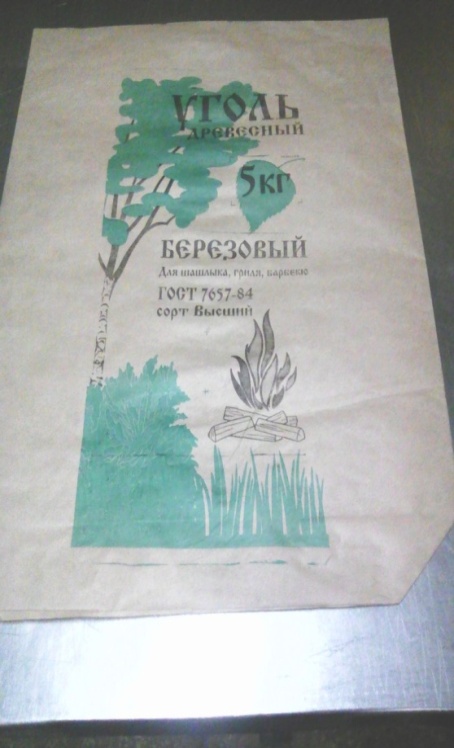 УГОЛЬ
ДРЕВЕСНЫЙ
5кг
БЕРЕЗОВЫЙ
Для шашлыка, гриля, барбекю
ГОСТ 7657-84
сорт Высший